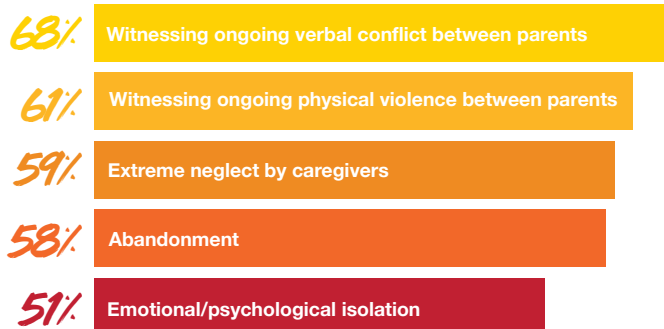 68% Witnessing ongoing verbal conflict between parents
61% Witnessing ongoing physical violence between parents
59% Extreme neglect by caregivers
58% Abandonment
51% Emotional/psychological isolation